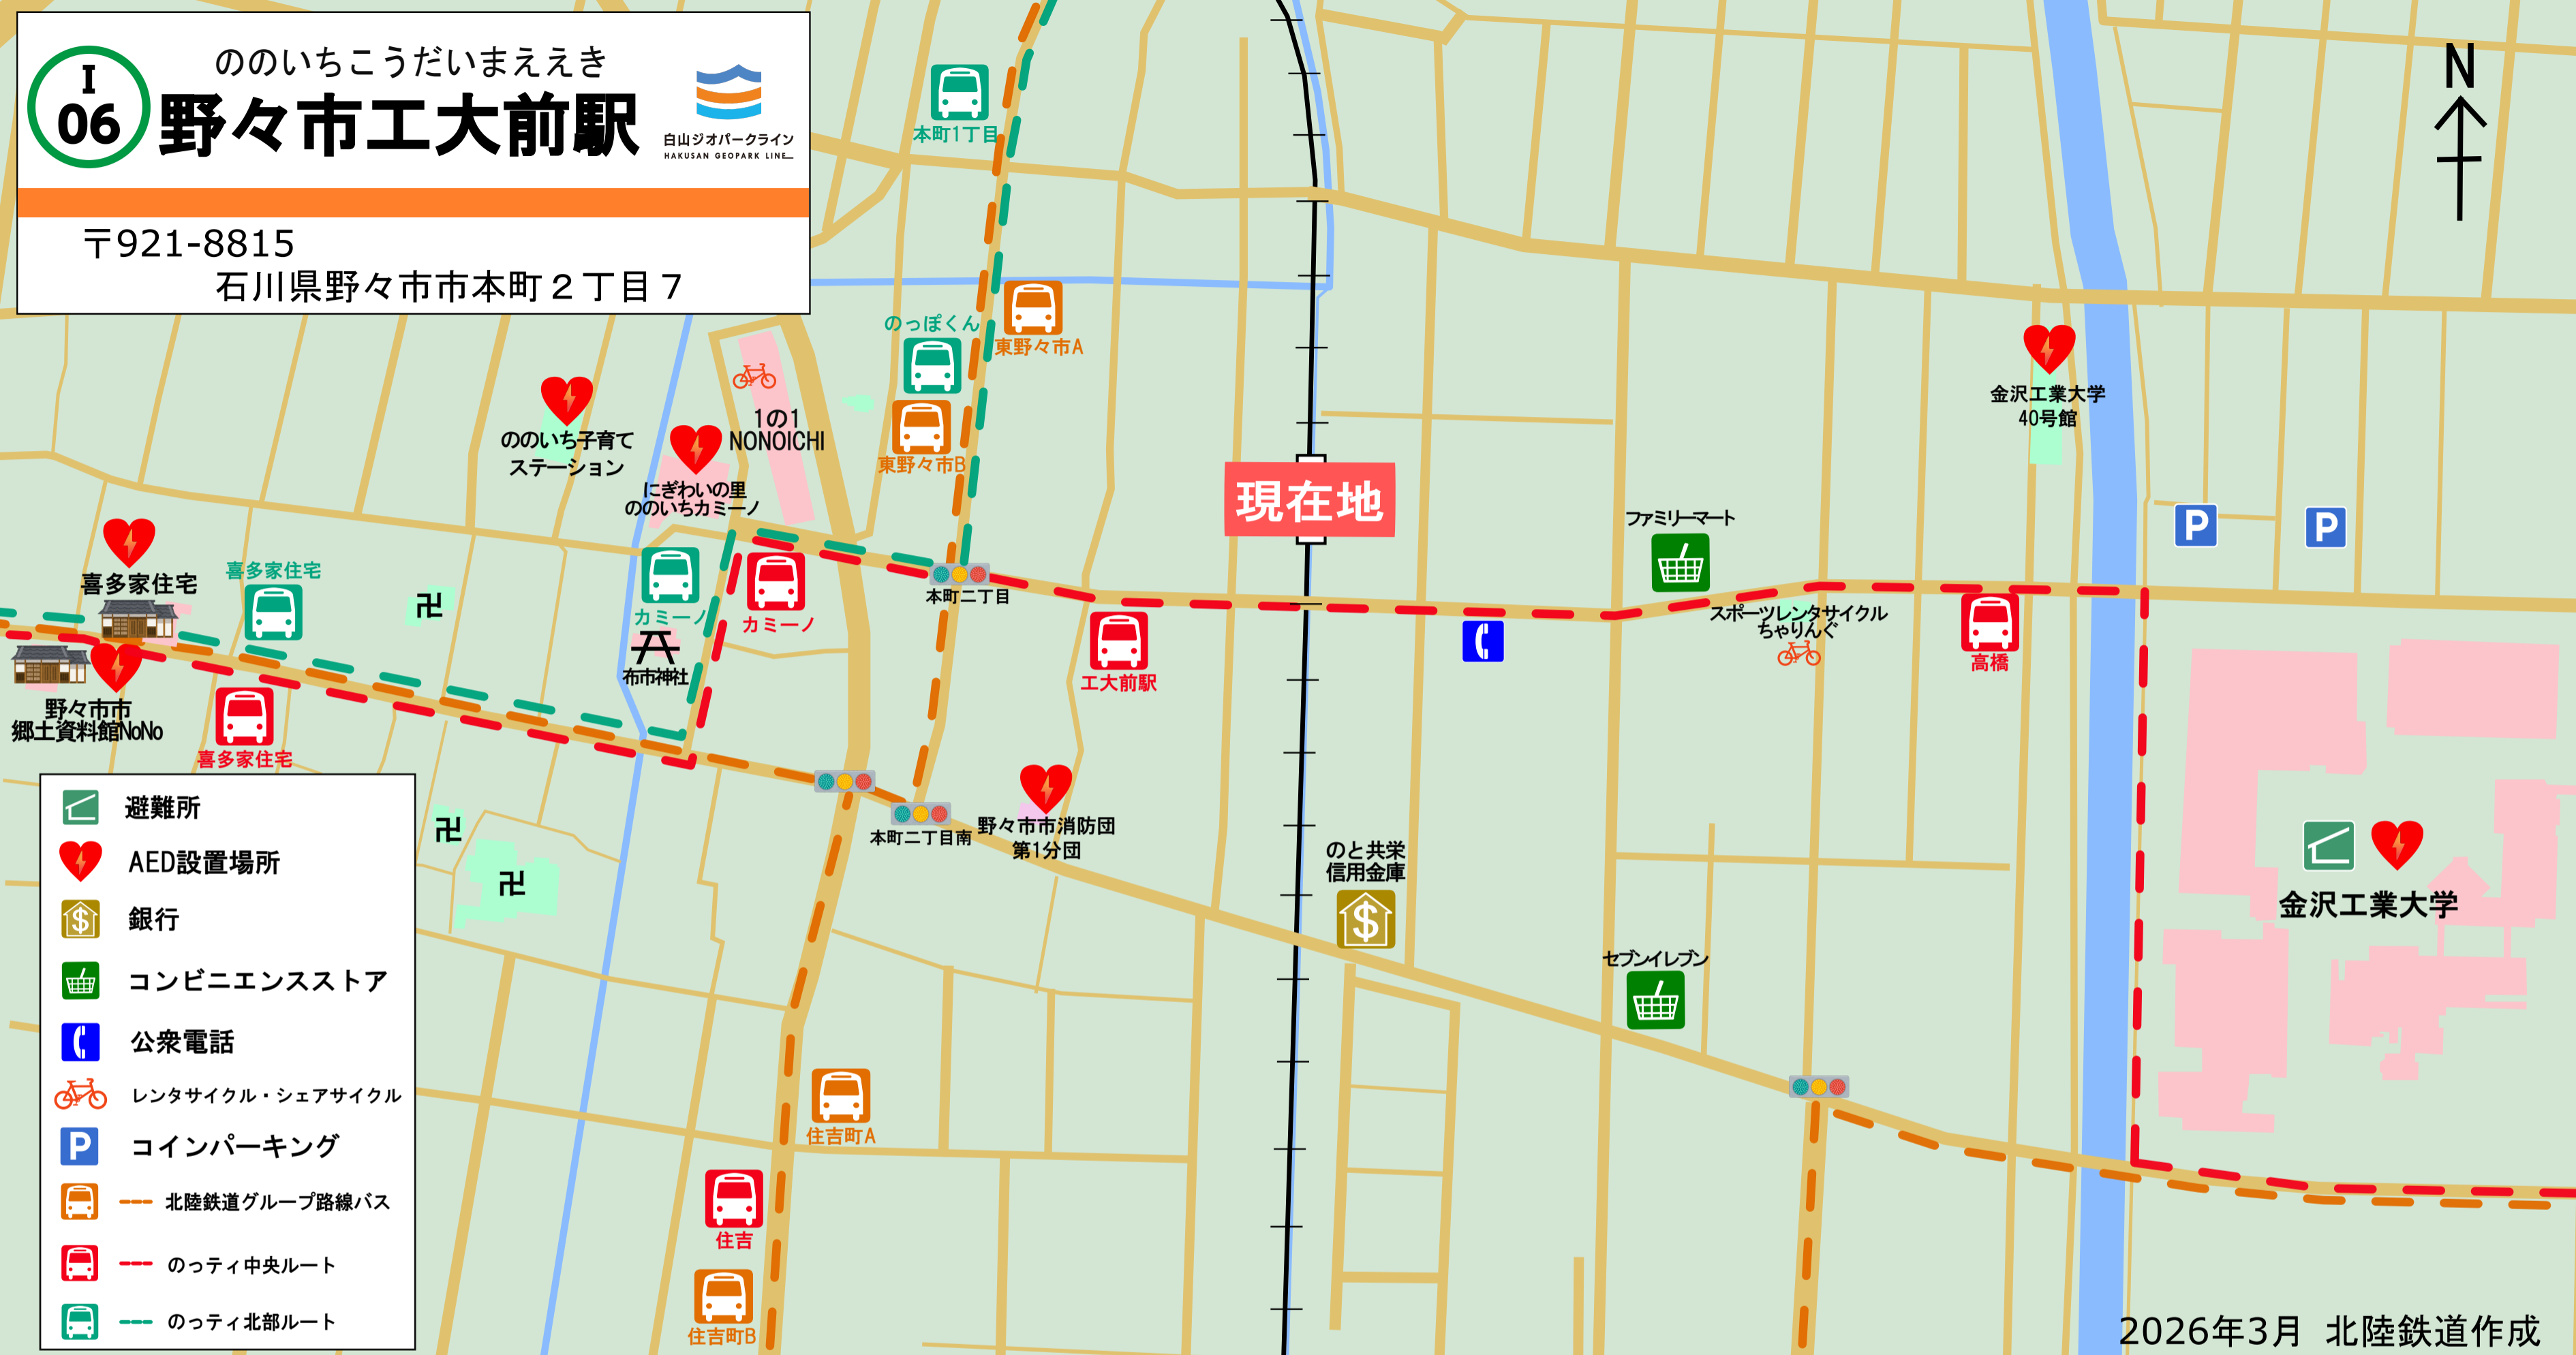 I
06
ののいちこうだいまええき
野々市工大前駅
白山ジオパークライン
HAKUSAN GEOPARK LINE
〒921-8815
石川県野々市市本町２丁目７
N
本町1丁目
東野々市A
のっぽくん
東野々市B
1の1
NONOICHI
ののいち子育て
ステーション
にぎわいの里
ののいちカミーノ
金沢工業大学
40号館
現在地
ファミリーマート
P
P
喜多家住宅
喜多家住宅
カミーノ
カミーノ
本町二丁目
布市神社
卍
工大前駅
スポーツレンタサイクル
ちゃりんぐ
高橋
野々市市
郷土資料館NoNo
喜多家住宅
卍
卍
本町二丁目南
野々市市消防団
第1分団
のと共栄
信用金庫
$
セブンイレブン
金沢工業大学
住吉町A
住吉
住吉町B
避難所
AED設置場所
$ 銀行
コンビニエンスストア
公衆電話
レンタサイクル・シェアサイクル
P コインパーキング
北陸鉄道グループ路線バス
のっティ中央ルート
のっティ北部ルート
2026年3月 北陸鉄道作成